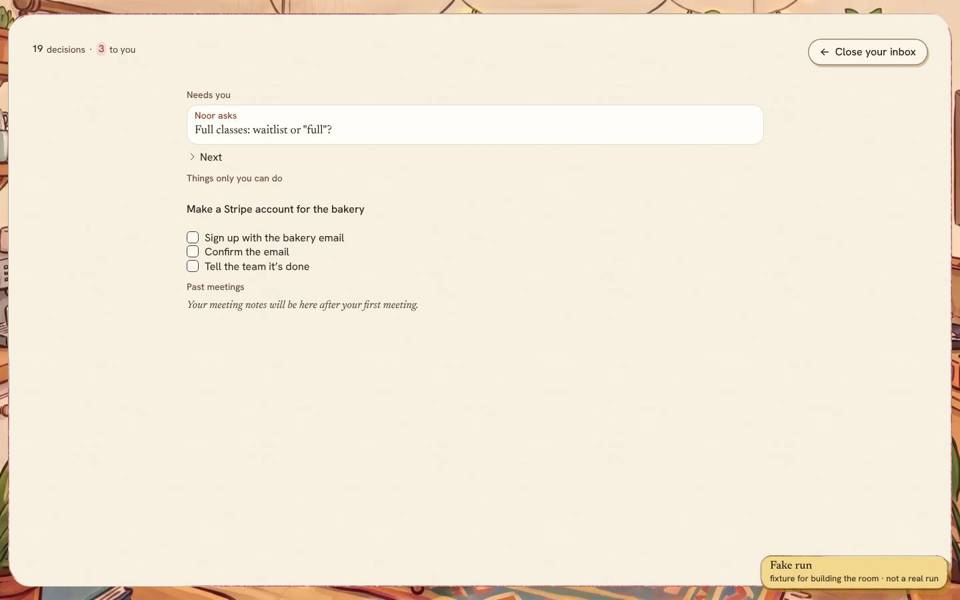 19 decisions · 3 to you
← Close your inbox
Needs you
Noor asks
Full classes: waitlist or "full"?
Next
Things only you can do
Make a Stripe account for the bakery
Sign up with the bakery email
Confirm the email
Tell the team it's done
Past meetings
Your meeting notes will be here after your first meeting.
Fake run
fixture for building the room · not a real run